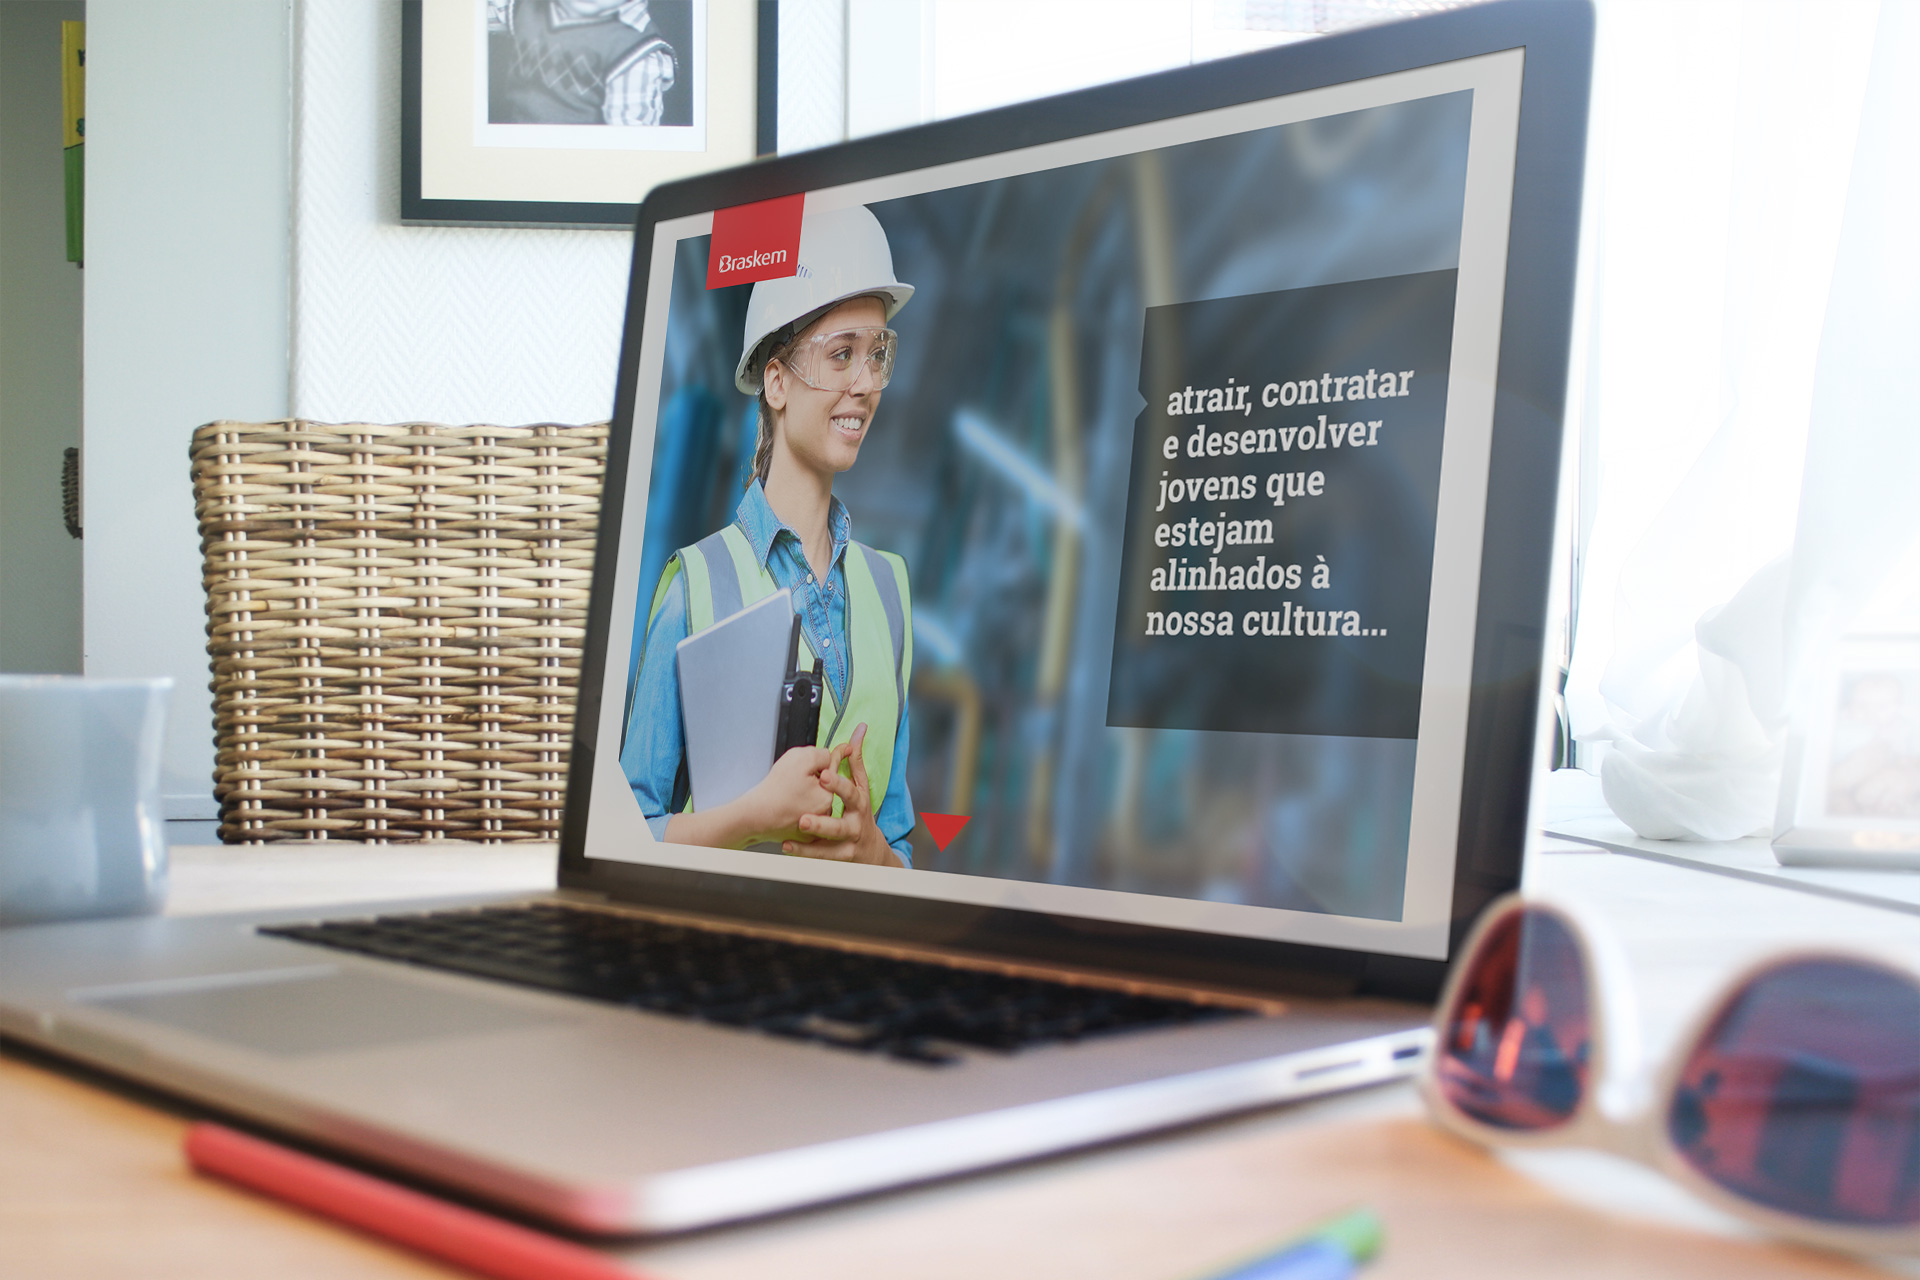 Braskem
atrair, contratar
e desenvolver
jovens que
estejam
alinhados à
nossa cultura...